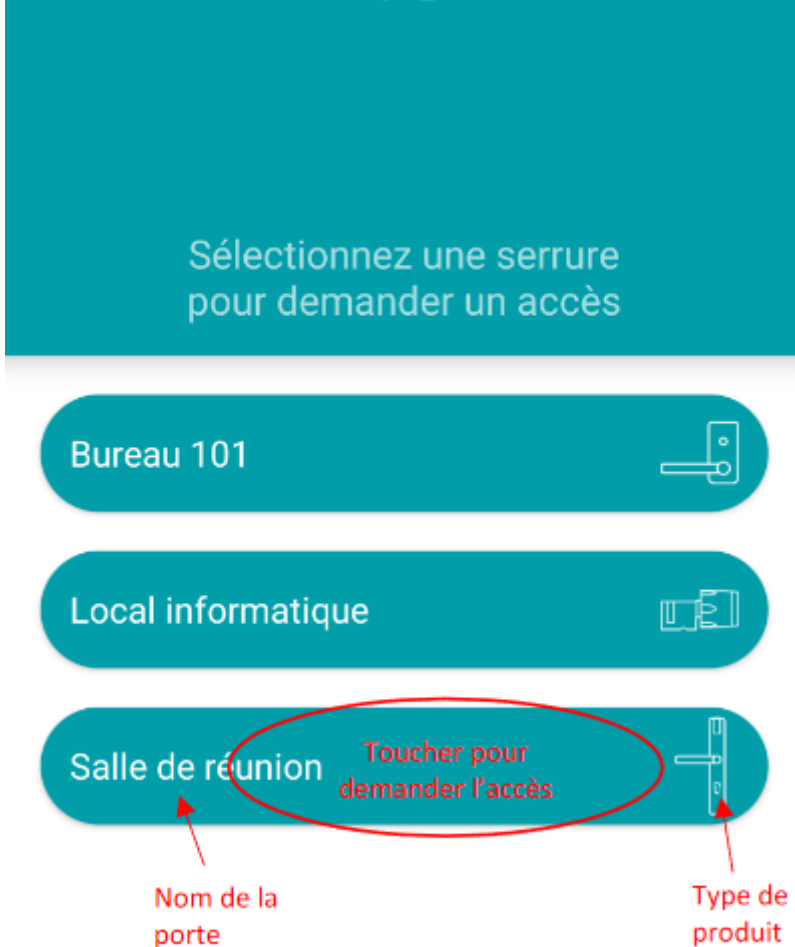 Sélectionnez une serrure
pour demander un accès
Bureau 101
Local informatique
Salle de réunion
Toucher pour
demander l'accès
Nom de la
porte
Type de
produit